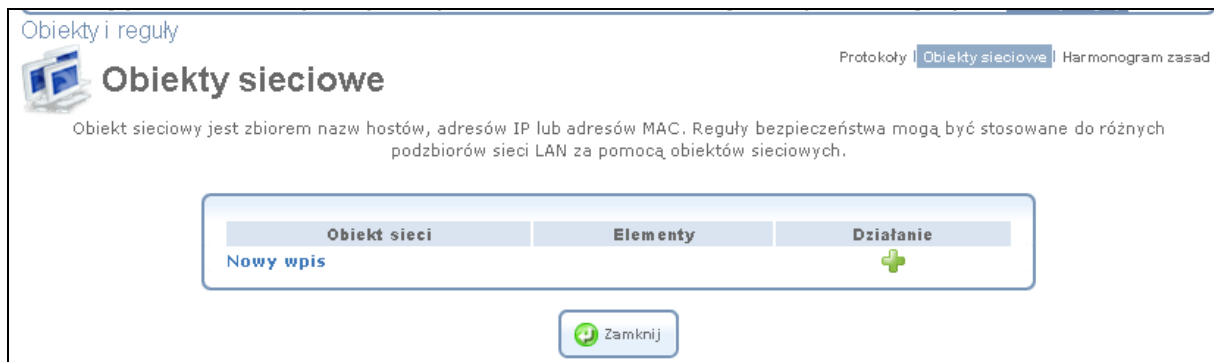 Obiekty i reguły
Protokoły | Obiekty sieciowe | Harmonogram zasad
Obiekty sieciowe
Obiekt sieciowy jest zbiorem nazw hostów, adresów IP lub adresów MAC. Reguły bezpieczeństwa mogą być stosowane do różnych
podzbiorów sieci LAN za pomocą obiektów sieciowych.
Obiekt sieci Elementy Działanie
Nowy wpis
Zamknij